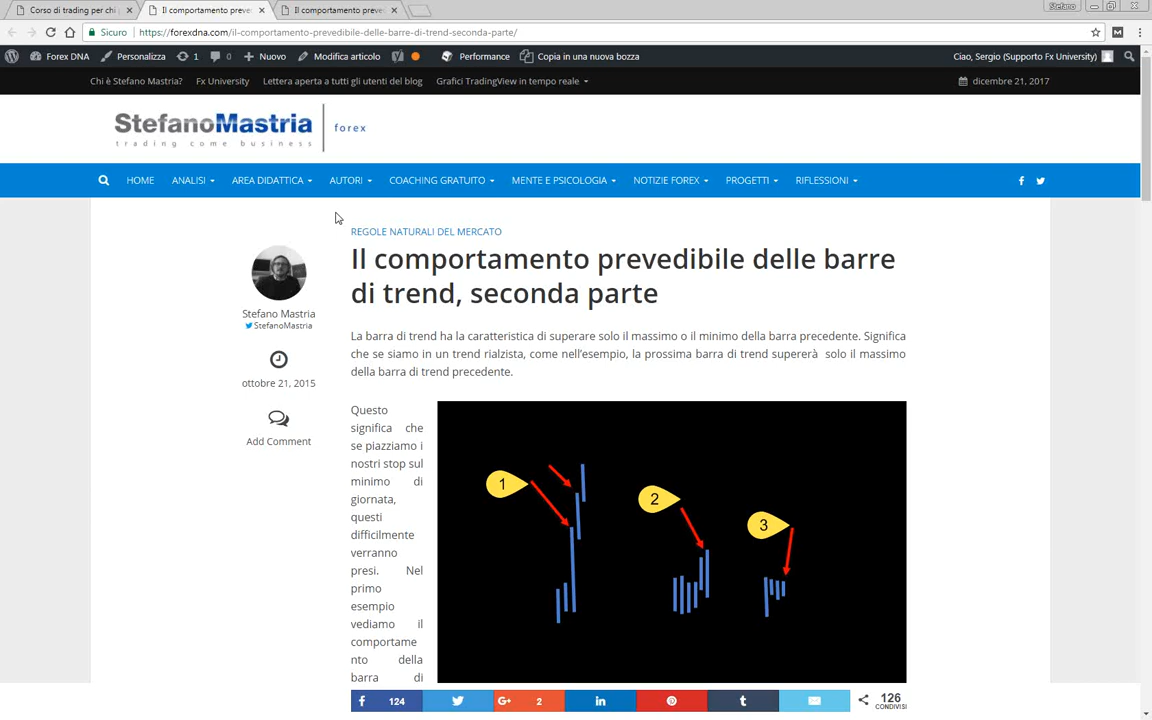 Corso di trading per chi
Il comportamento preve
Il comportamento preve
Stefano
Sicuro
https://forexdna.com/il-comportamento-prevedibile-delle-barre-di-trend-seconda-parte/
Forex DNA
Personalizza
1
0
Nuovo
Modifica articolo
Performance
Copia in una nuova bozza
Ciao, Sergio (Supporto Fx University)
Chi è Stefano Mastria?
Fx University
Lettera aperta a tutti gli utenti del blog
Grafici TradingView in tempo reale
dicembre 21, 2017
StefanoMastria
forex
trading come business
HOME
ANALISI
AREA DIDATTICA
AUTORI
COACHING GRATUITO
MENTE E PSICOLOGIA
NOTIZIE FOREX
PROGETTI
RIFLESSIONI
REGOLE NATURALI DEL MERCATO
Il comportamento prevedibile delle barre
di trend, seconda parte
Stefano Mastria
StefanoMastria
ottobre 21, 2015
Add Comment
La barra di trend ha la caratteristica di superare solo il massimo o il minimo della barra precedente. Significa
che se siamo in un trend rialzista, come nell'esempio, la prossima barra di trend supererà solo il massimo
della barra di trend precedente.
Questo
significa che
se piazziamo i
nostri stop sul
minimo di
giornata,
questi
difficilmente
verranno
presi. Nel
primo
esempio
vediamo il
comportame
nto della
barra di
1
2
3
124
2
126
CONDIVISI